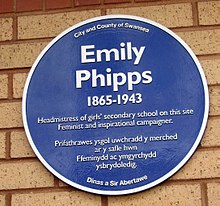 City and County of Swansea
Emily
Phipps
1865-1943
Headmistress of girls' secondary school on this site
Feminist and inspirational campaigner.
Prifathrawes ysgol uwchradd y merched
ar y safle hwn
Ffeminydd ac ymgyrchydd
ysbrydoledig.
Dinas a Sir Abertawe